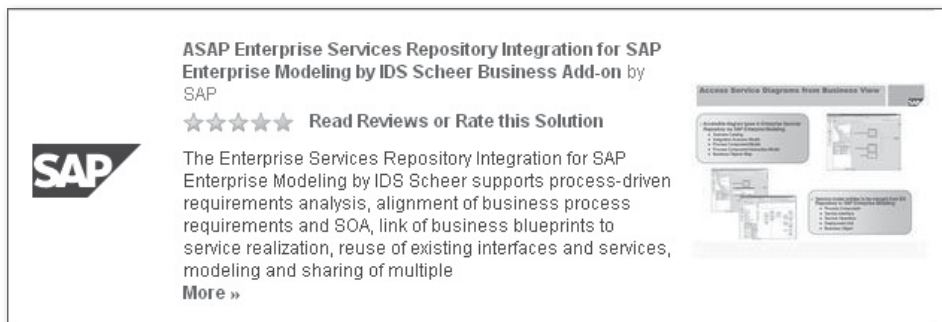 ASAP Enterprise Services Repository Integration for SAP
Enterprise Modeling by IDS Scheer Business Add-on by
SAP
Read Reviews or Rate this Solution
SAP
The Enterprise Services Repository Integration for SAP
Enterprise Modeling by IDS Scheer supports process-driven
requirements analysis, alignment of business process
requirements and SOA, link of business blueprints to
service realization, reuse of existing interfaces and services,
modeling and sharing of multiple
More »
Access Service Diagrams from Business View